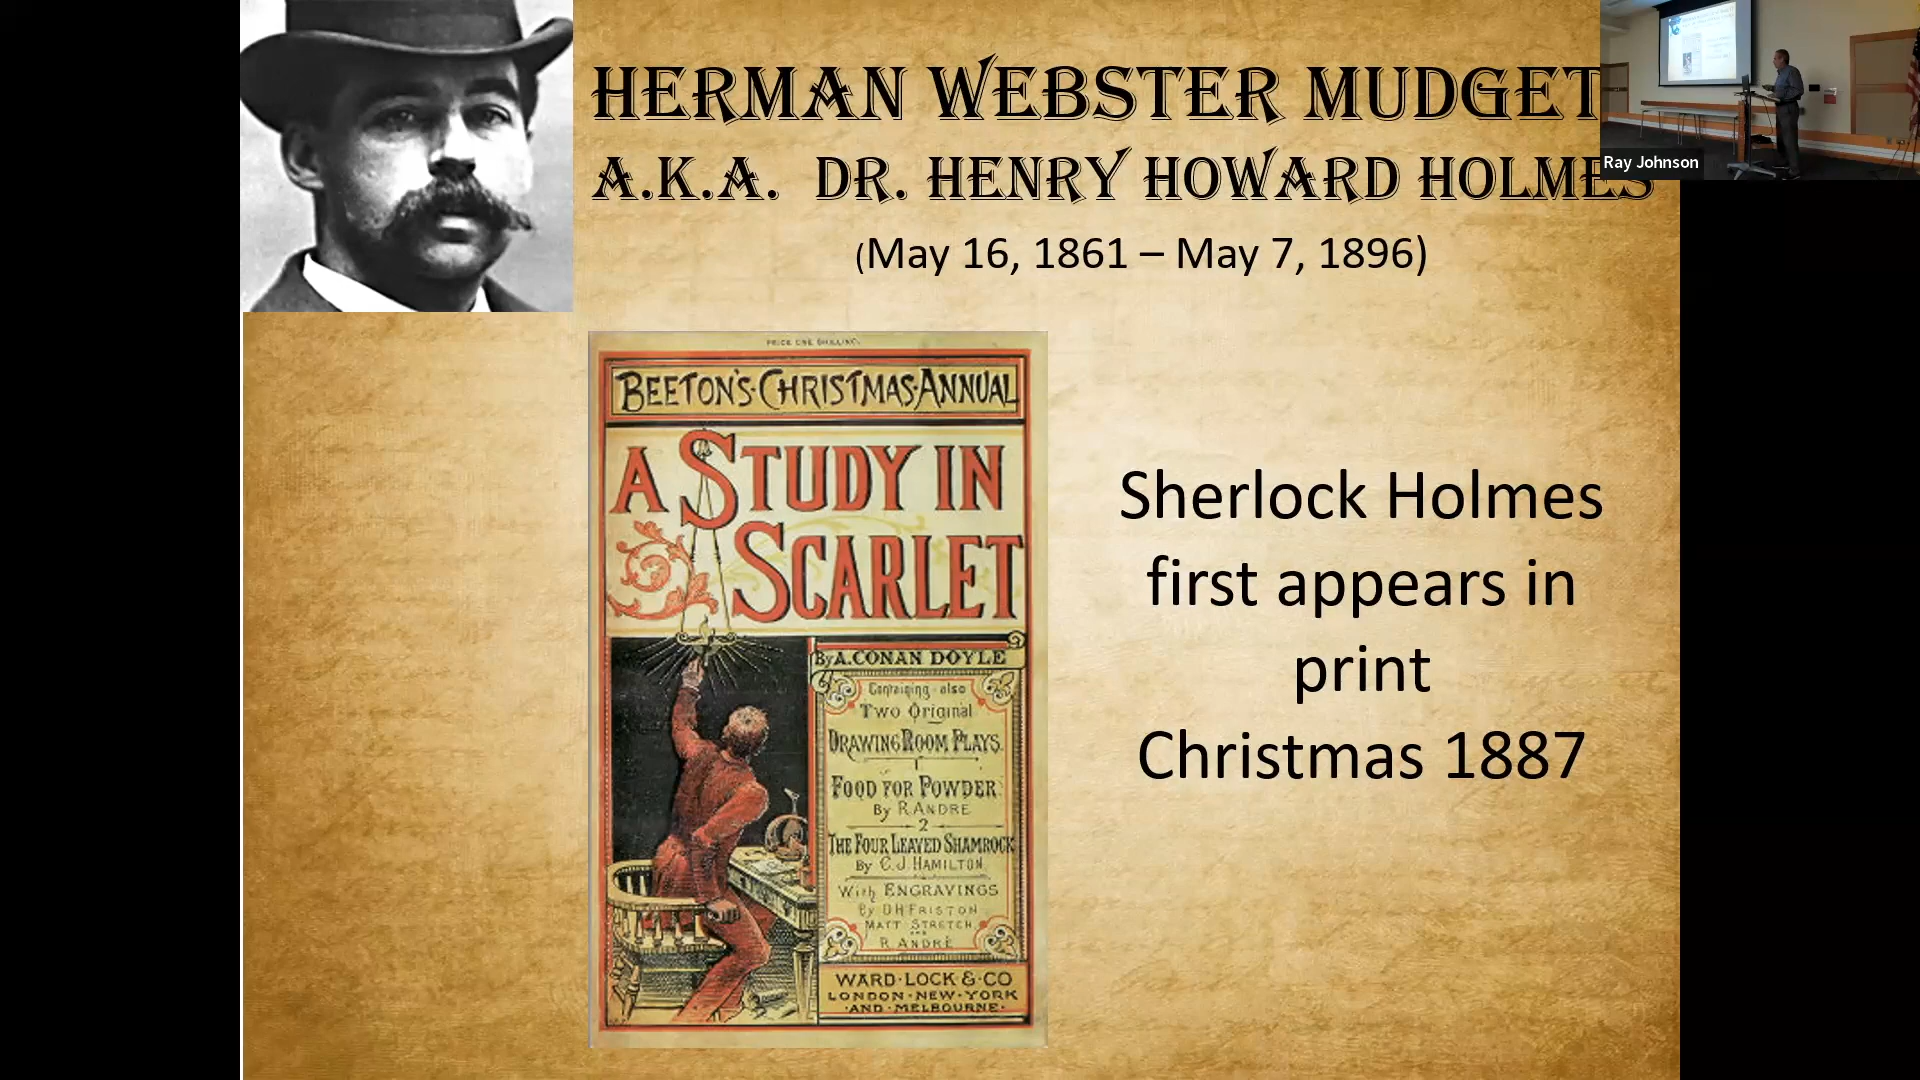 HERMAN WEBSTER MUDGET
A.K.A. DR. HENRY HOWARD HOLMES
(May 16, 1861 – May 7, 1896)
Ray Johnson
PRICE ONE SHILLING.
BEETON'S·CHRISTMAS·ANNUAL
A STUDY IN
SCARLET
By A. CONAN DOYLE
Containing also
Two Original
DRAWING ROOM PLAYS.
1
FOOD FOR POWDER
By R. ANDRE
2
THE FOUR LEAVED SHAMROCK
By C. J. HAMILTON
With ENGRAVINGS
By D H FRISTON
MATT STRETCH
AND
R. ANDRÉ
WARD·LOCK & CO
LONDON·NEW·YORK
·AND·MELBOURNE·
Sherlock Holmes
first appears in
print
Christmas 1887